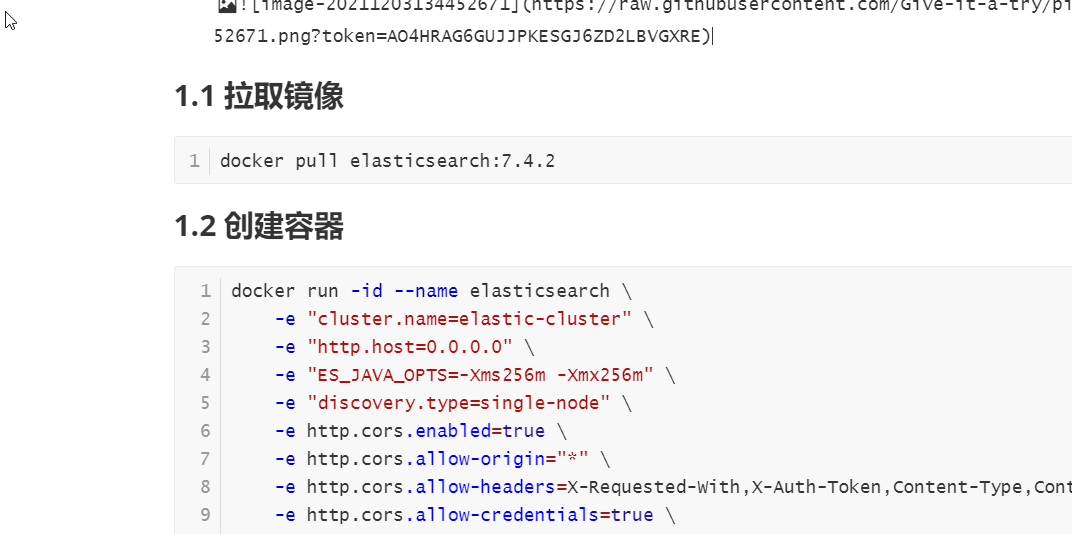 ![image-20211203134452671](https://raw.githubusercontent.com/Give-it-a-try/pi
52671.png?token=AO4HRAG6GUJJPKESGJ6ZD2LBVGXRE)
1.1 拉取镜像
1 docker pull elasticsearch:7.4.2
1.2 创建容器
1 docker run -id --name elasticsearch \
2 -e "cluster.name=elastic-cluster" \
3 -e "http.host=0.0.0.0" \
4 -e "ES_JAVA_OPTS=-Xms256m -Xmx256m" \
5 -e "discovery.type=single-node" \
6 -e http.cors.enabled=true \
7 -e http.cors.allow-origin="*" \
8 -e http.cors.allow-headers=X-Requested-With,X-Auth-Token,Content-Type,Cont
9 -e http.cors.allow-credentials=true \